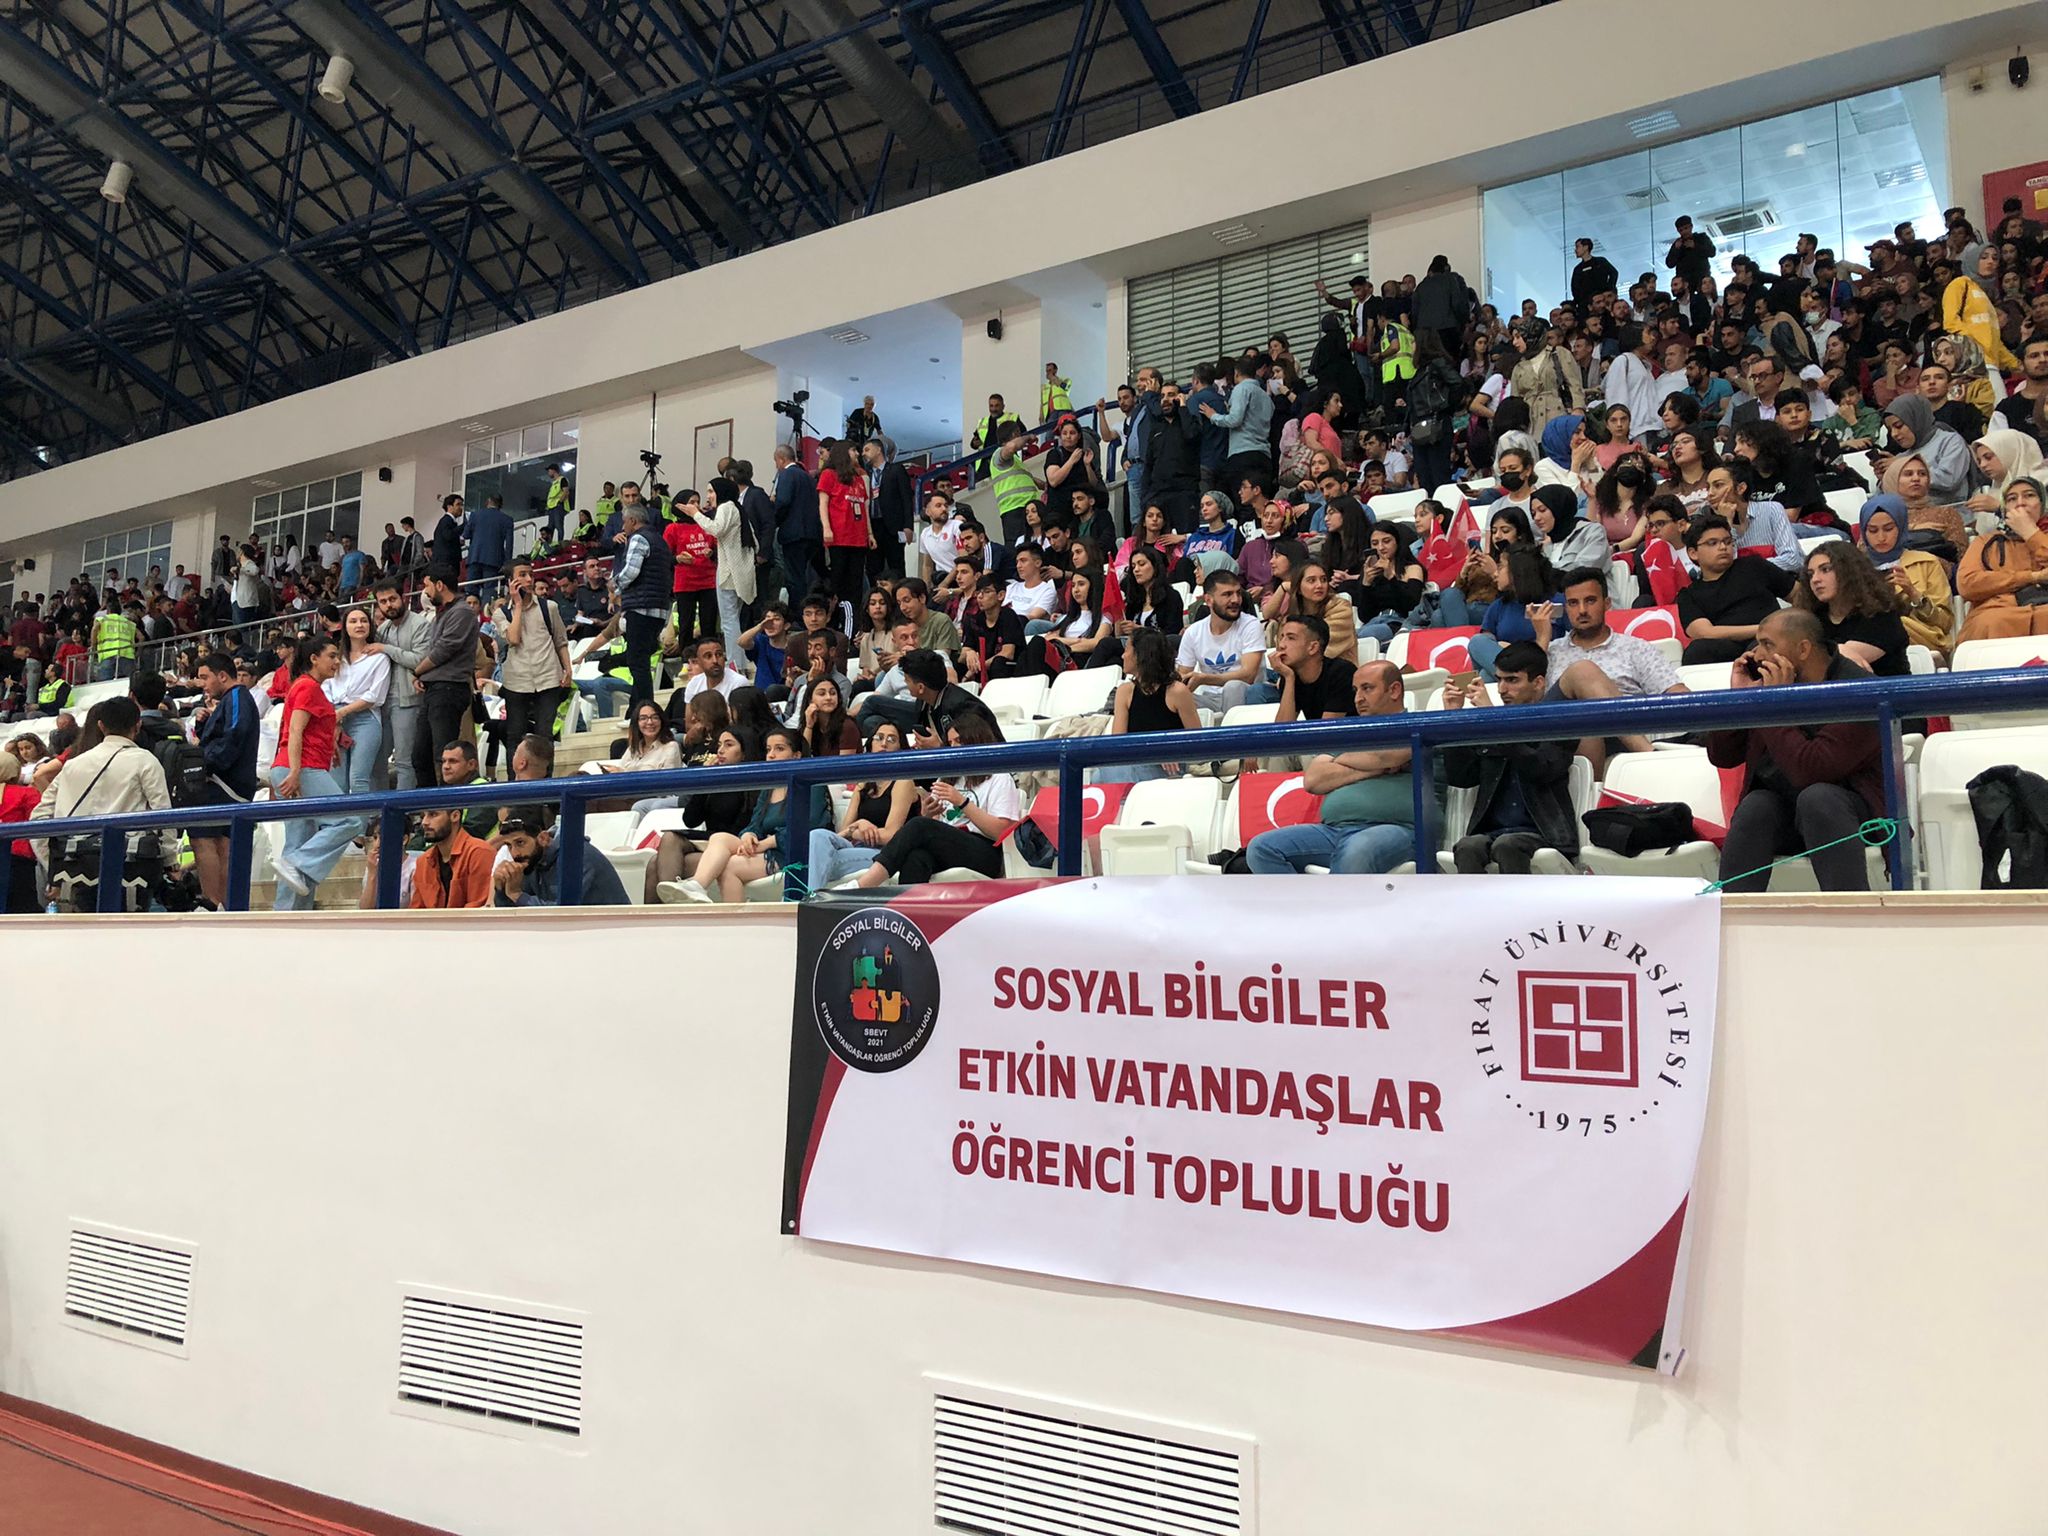 SOSYAL BİLGİLER
ETKİN VATANDAŞLAR
ÖĞRENCİ TOPLULUĞU
SOSYAL BİLGİLER
SBEVT
2021
ETKİN VATANDAŞLAR ÖĞRENCİ TOPLULUĞU
FIRAT ÜNİVERSİTESİ
...1975...